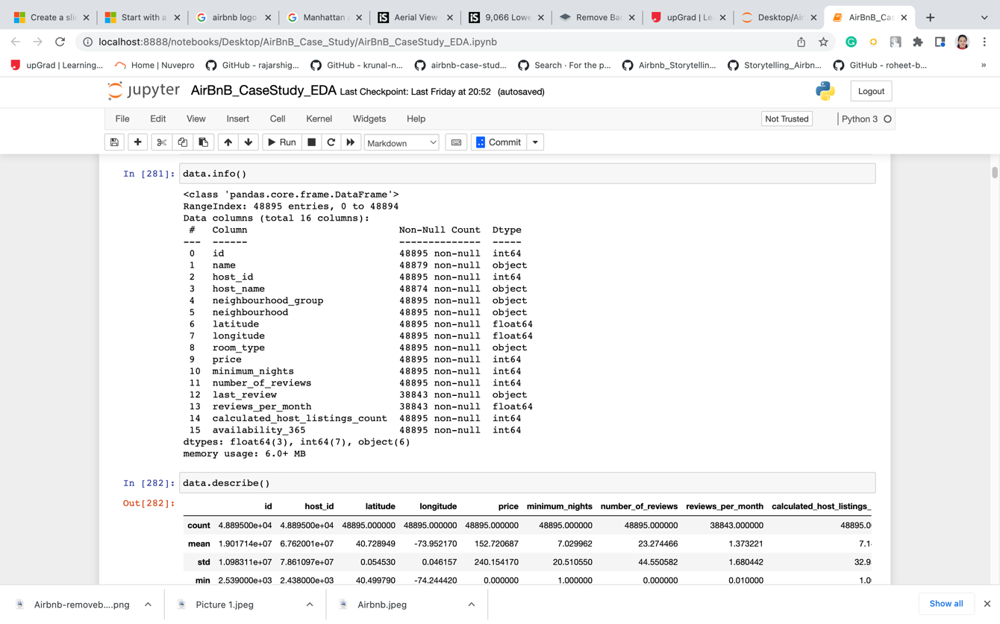 Create a sli
Start with a
airbnb logo
Manhattan a
Aerial View
9,066 Lowe
Remove Bac
upGrad | Le
Desktop/Air
AirBnB_Cas
localhost:8888/notebooks/Desktop/AirBnB_Case_Study/AirBnB_CaseStudy_EDA.ipynb
upGrad | Learning...
Home | Nuvepro
GitHub - rajarshig...
GitHub - krunal-n...
airbnb-case-stud...
Search · For the p...
Airbnb_Storytellin...
Storytelling_Airbn...
GitHub - roheet-b...
»
jupyter AirBnB_CaseStudy_EDA Last Checkpoint: Last Friday at 20:52 (autosaved)
Logout
File Edit View Insert Cell Kernel Widgets Help
Not Trusted
Python 3
Run
Markdown
Commit
In [281]: data.info()
<class 'pandas.core.frame.DataFrame'>
RangeIndex: 48895 entries, 0 to 48894
Data columns (total 16 columns):
# Column Non-Null Count Dtype
--- ------ -------------- -----
0 id 48895 non-null int64
1 name 48879 non-null object
2 host_id 48895 non-null int64
3 host_name 48874 non-null object
4 neighbourhood_group 48895 non-null object
5 neighbourhood 48895 non-null object
6 latitude 48895 non-null float64
7 longitude 48895 non-null float64
8 room_type 48895 non-null object
9 price 48895 non-null int64
10 minimum_nights 48895 non-null int64
11 number_of_reviews 48895 non-null int64
12 last_review 38843 non-null object
13 reviews_per_month 38843 non-null float64
14 calculated_host_listings_count 48895 non-null int64
15 availability_365 48895 non-null int64
dtypes: float64(3), int64(7), object(6)
memory usage: 6.0+ MB
In [282]: data.describe()
Out[282]:
id host_id latitude longitude price minimum_nights number_of_reviews reviews_per_month calculated_host_listings_
count 4.889500e+04 4.889500e+04 48895.000000 48895.000000 48895.000000 48895.000000 48895.000000 38843.000000 48895.0
mean 1.901714e+07 6.762001e+07 40.728949 -73.952170 152.720687 7.029962 23.274466 1.373221 7.1
std 1.098311e+07 7.861097e+07 0.054530 0.046157 240.154170 20.510550 44.550582 1.680442 32.9
min 2.539000e+03 2.438000e+03 40.499790 -74.244420 0.000000 1.000000 0.000000 0.010000 1.0
Airbnb-removeb....png
Picture 1.jpeg
Airbnb.jpeg
Show all